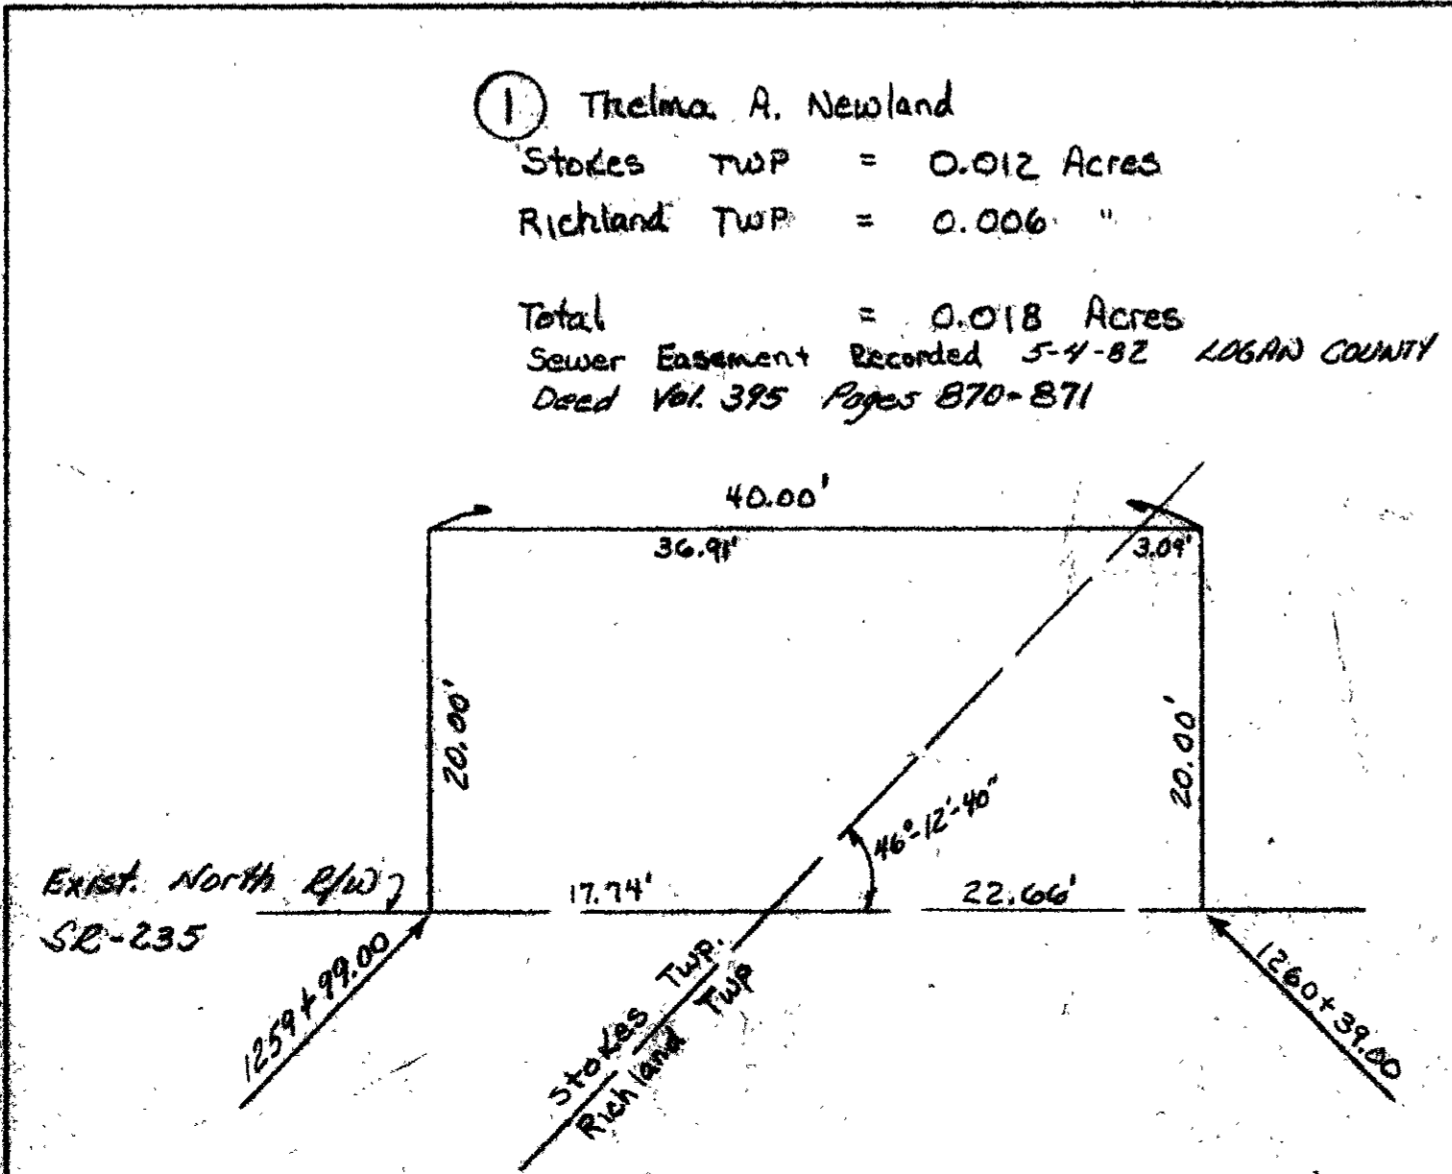 1 Thelma A. Newland
Stokes TWP = 0.012 Acres
Richland TWP = 0.006 "
Total = 0.018 Acres
Sewer Easement Recorded 5-4-82 LOGAN COUNTY
Deed Vol. 395 Pages 870-871
40.00'
36.91'
3.09'
20.00'
20.00'
46°-12'-40"
Exist. North R/W
SR-235
17.74'
22.66'
1259+99.00
Stokes Twp.
Richland Twp
1260+39.00